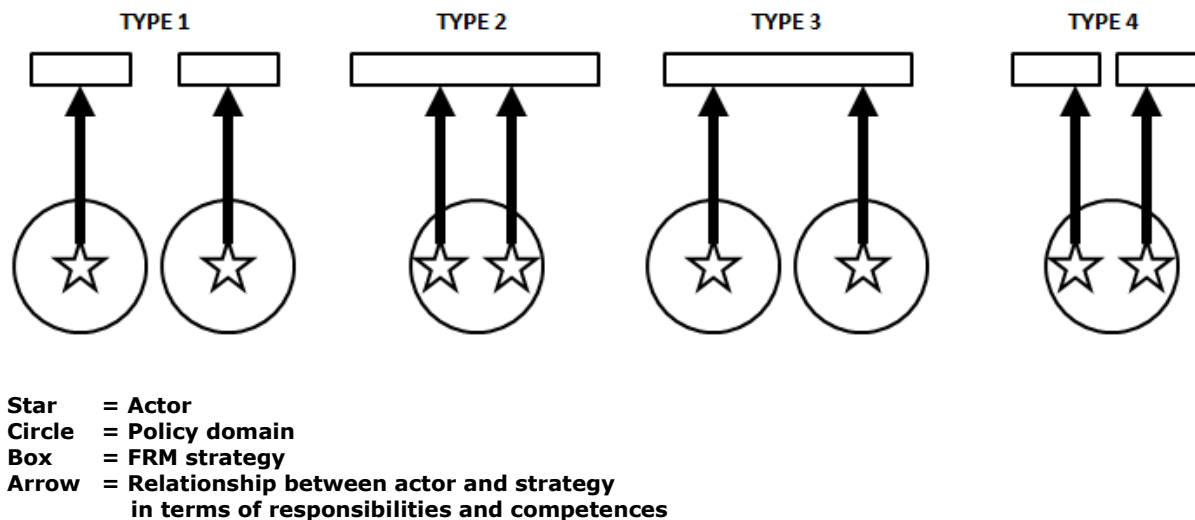 TYPE 1 TYPE 2 TYPE 3 TYPE 4
Star = Actor
Circle = Policy domain
Box = FRM strategy
Arrow = Relationship between actor and strategy
in terms of responsibilities and competences